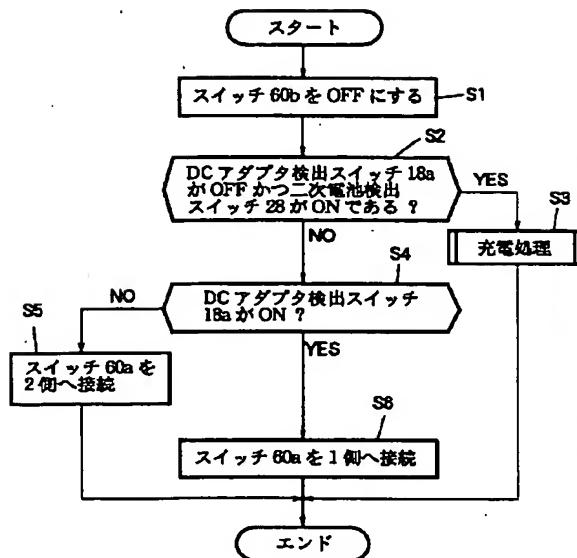 スタート
スイッチ 60b を OFF にする
S1
S2
DC アダプタ検出スイッチ 18a
が OFF かつ二次電池検出
スイッチ 28 が ON である ?
YES
S3
充電処理
NO
S4
DC アダプタ検出スイッチ
18a が ON ?
NO
S5
スイッチ 60a を
2 側へ接続
YES
S6
スイッチ 60a を 1 側へ接続
エンド